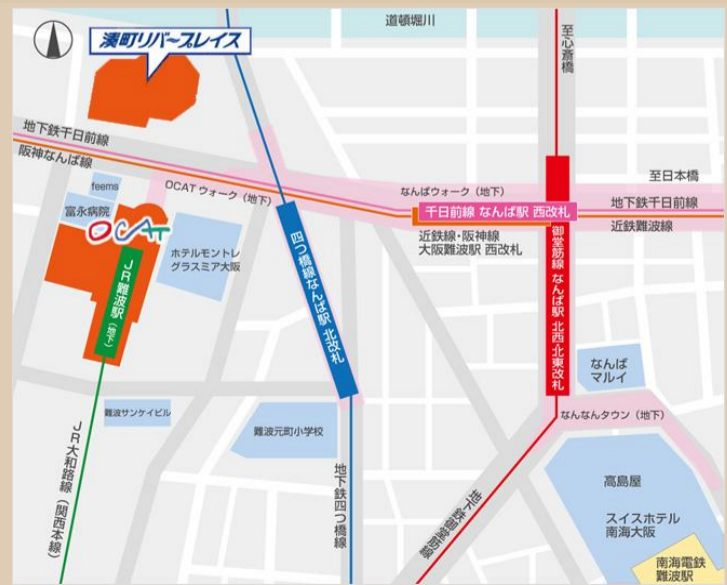 道頓堀川
湊町リバープレイス
至心斎橋
地下鉄千日前線
阪神なんば線
feems
富永病院
OCAT
OCATウォーク（地下）
なんばウォーク（地下）
至日本橋
千日前線 なんば駅 西改札
地下鉄千日前線
近鉄難波線
近鉄線・阪神線
大阪難波駅 西改札
ホテルモントレ
グラスミア大阪
JR難波駅（地下）
四つ橋線なんば駅 北改札
御堂筋線 なんば駅 北西・北東改札
なんば
マルイ
難波サンケイビル
難波元町小学校
なんなんタウン（地下）
JR大和路線（関西本線）
地下鉄四つ橋線
地下鉄御堂筋線
高島屋
スイスホテル
南海大阪
南海電鉄
難波駅